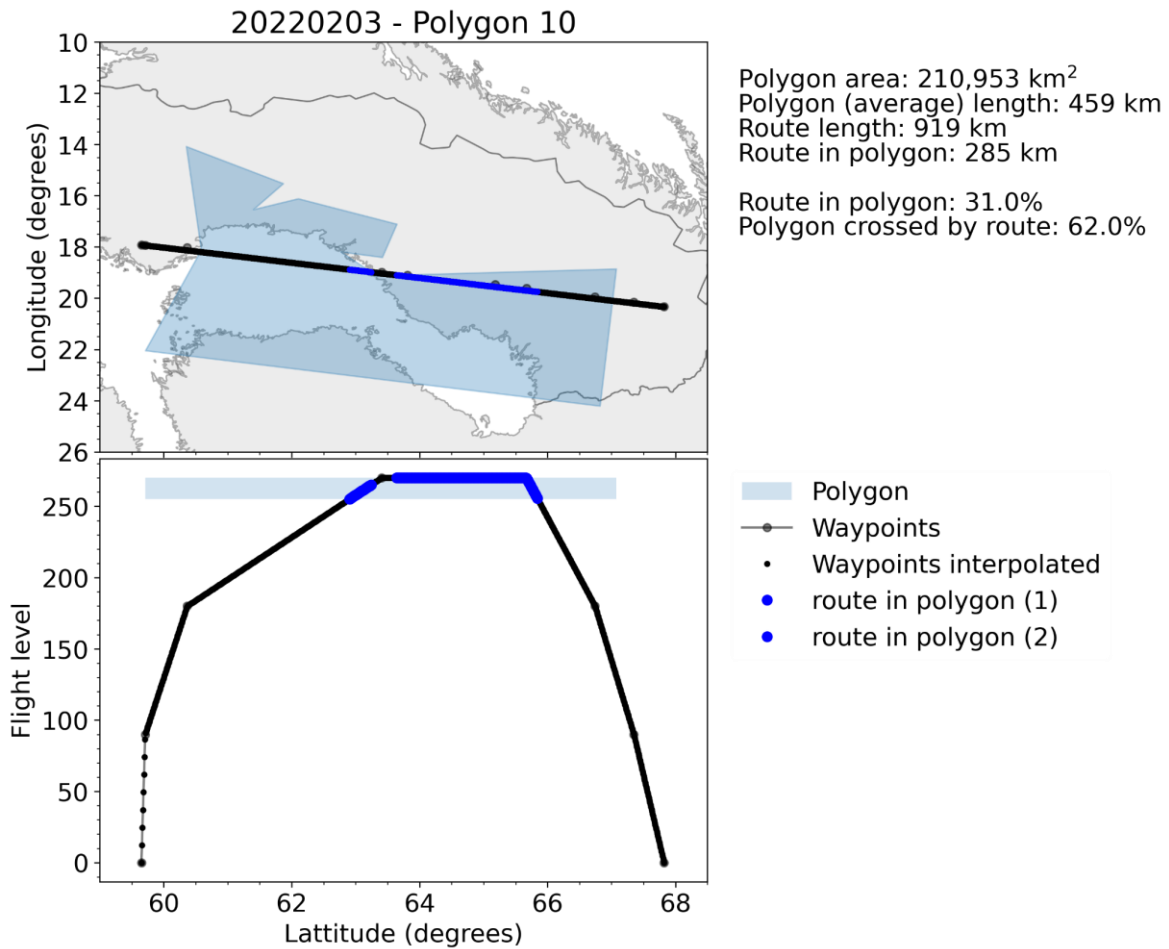 20220203 - Polygon 10
10
12
14
16
18
20
22
24
26
Longitude (degrees)
Polygon area: 210,953 km²
Polygon (average) length: 459 km
Route length: 919 km
Route in polygon: 285 km
Route in polygon: 31.0%
Polygon crossed by route: 62.0%
250
200
150
100
50
0
Flight level
60 62 64 66 68
Lattitude (degrees)
Polygon
Waypoints
Waypoints interpolated
route in polygon (1)
route in polygon (2)